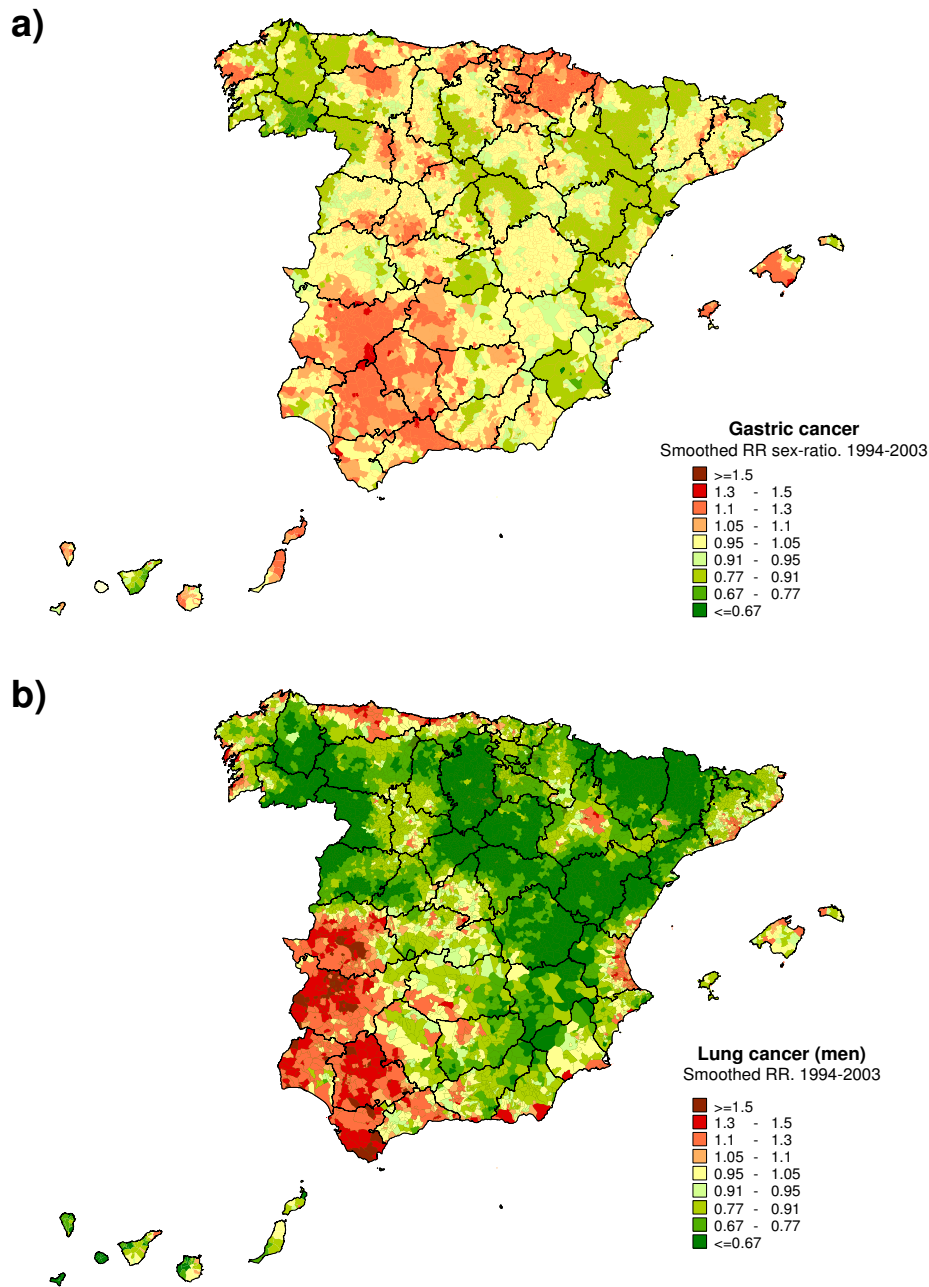 a)
Gastric cancer
Smoothed RR sex-ratio. 1994-2003
>=1.5
1.3 - 1.5
1.1 - 1.3
1.05 - 1.1
0.95 - 1.05
0.91 - 0.95
0.77 - 0.91
0.67 - 0.77
<=0.67
b)
Lung cancer (men)
Smoothed RR. 1994-2003
>=1.5
1.3 - 1.5
1.1 - 1.3
1.05 - 1.1
0.95 - 1.05
0.91 - 0.95
0.77 - 0.91
0.67 - 0.77
<=0.67